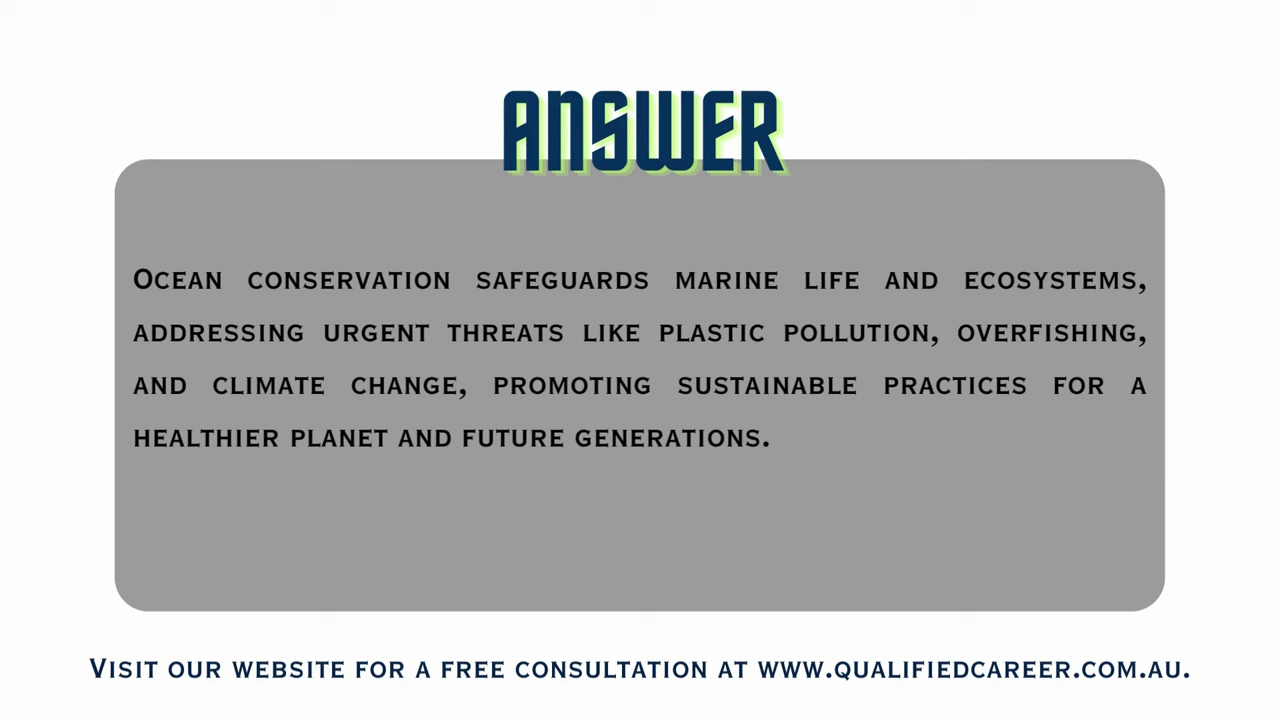 ANSWER
Ocean conservation safeguards marine life and ecosystems,
addressing urgent threats like plastic pollution, overfishing,
and climate change, promoting sustainable practices for a
healthier planet and future generations.
Visit our website for a free consultation at www.qualifiedcareer.com.au.